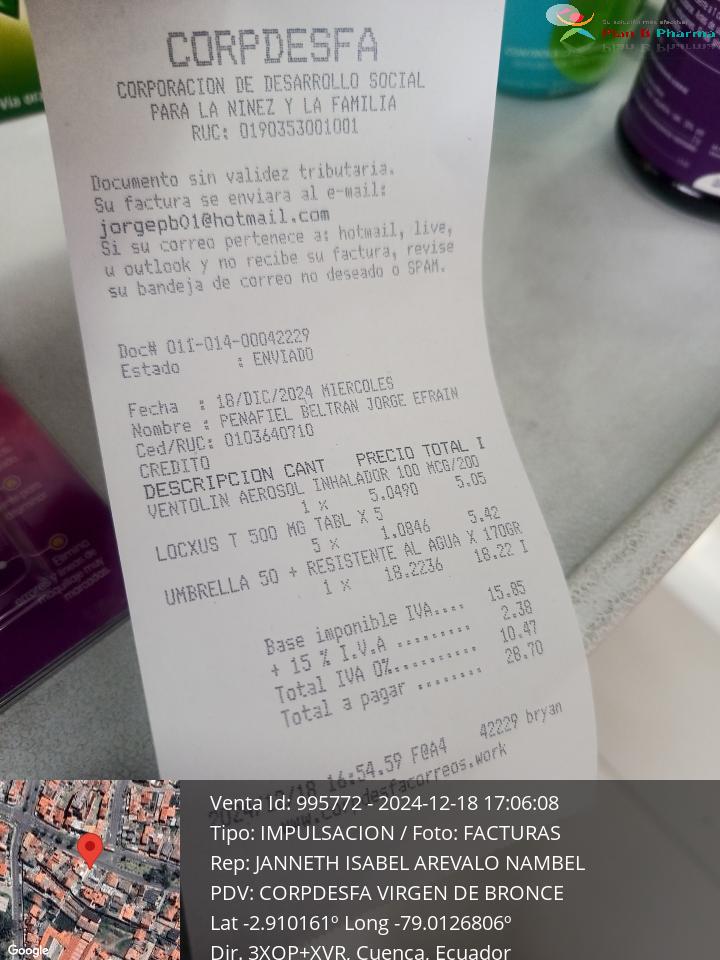 Su solución más efectiva
Plan B Pharma
Via
CORPDESFA
CORPORACION DE DESARROLLO SOCIAL
PARA LA NINEZ Y LA FAMILIA
RUC: 0190353001001
Documento sin validez tributaria.
Su factura se enviara al e-mail:
jorgepb01@hotmail.com
Si su correo pertenece a: hotmail, live,
u outlook y no recibe su factura, revise
su bandeja de correo no deseado o SPAM.
Doc# 011-014-00042229
Estado : ENVIADO
Fecha : 18/DIC/2024 MIERCOLES
Nombre : PENAFIEL BELTRAN JORGE EFRAIN
Ced/RUC: 0103640710
CREDITO
DESCRIPCION CANT PRECIO TOTAL I
VENTOLIN AEROSOL INHALADOR 100 MCG/200
1 X 5.0490 5.05
LOCXUS T 500 MG TABL X 5
5 X 1.0846 5.42
UMBRELLA 50 + RESISTENTE AL AGUA X 170GR
1 X 18.2236 18.22 I
Base imponible IVA.... 15.85
+ 15 % I.V.A ......... 2.38
Total IVA 0%........... 10.47
Total a pagar ........ 28.70
16:54.59 F@A4 42229 bryan
Venta Id: 995772 - 2024-12-18 17:06:08
Tipo: IMPULSACION / Foto: FACTURAS
Rep: JANNETH ISABEL AREVALO NAMBEL
PDV: CORPDESFA VIRGEN DE BRONCE
Lat -2.910161º Long -79.0126806º
Dir. 3XQP+XVR, Cuenca, Ecuador
Google